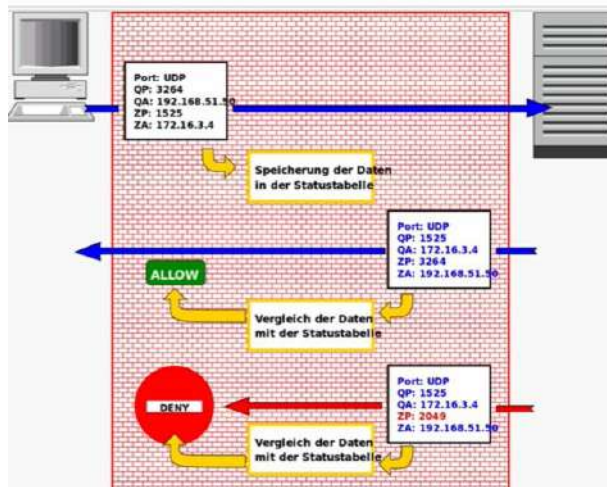 Port: UDP
QP: 3264
QA: 192.168.51.50
ZP: 1525
ZA: 172.16.3.4
Speicherung der Daten
in der Statustabelle
Port: UDP
QP: 1525
QA: 172.16.3.4
ZP: 3264
ZA: 192.168.51.50
ALLOW
Vergleich der Daten
mit der Statustabelle
Port: UDP
QP: 1525
QA: 172.16.3.4
ZP: 2049
ZA: 192.168.51.50
DENY
Vergleich der Daten
mit der Statustabelle